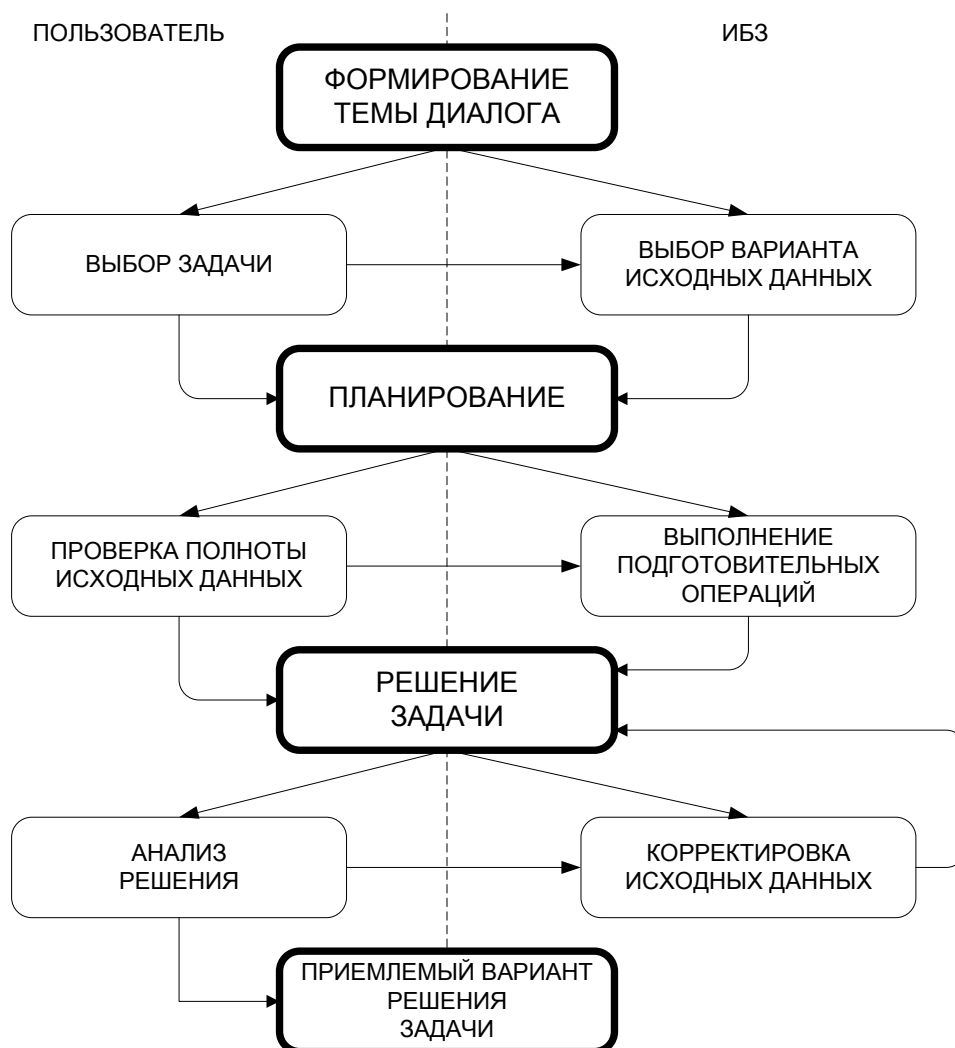 ПОЛЬЗОВАТЕЛЬ
ИБЗ
ФОРМИРОВАНИЕ
ТЕМЫ ДИАЛОГА
ВЫБОР ЗАДАЧИ
ВЫБОР ВАРИАНТА
ИСХОДНЫХ ДАННЫХ
ПЛАНИРОВАНИЕ
ПРОВЕРКА ПОЛНОТЫ
ИСХОДНЫХ ДАННЫХ
ВЫПОЛНЕНИЕ
ПОДГОТОВИТЕЛЬНЫХ
ОПЕРАЦИЙ
РЕШЕНИЕ
ЗАДАЧИ
АНАЛИЗ
РЕШЕНИЯ
КОРРЕКТИРОВКА
ИСХОДНЫХ ДАННЫХ
ПРИЕМЛЕМЫЙ ВАРИАНТ
РЕШЕНИЯ
ЗАДАЧИ